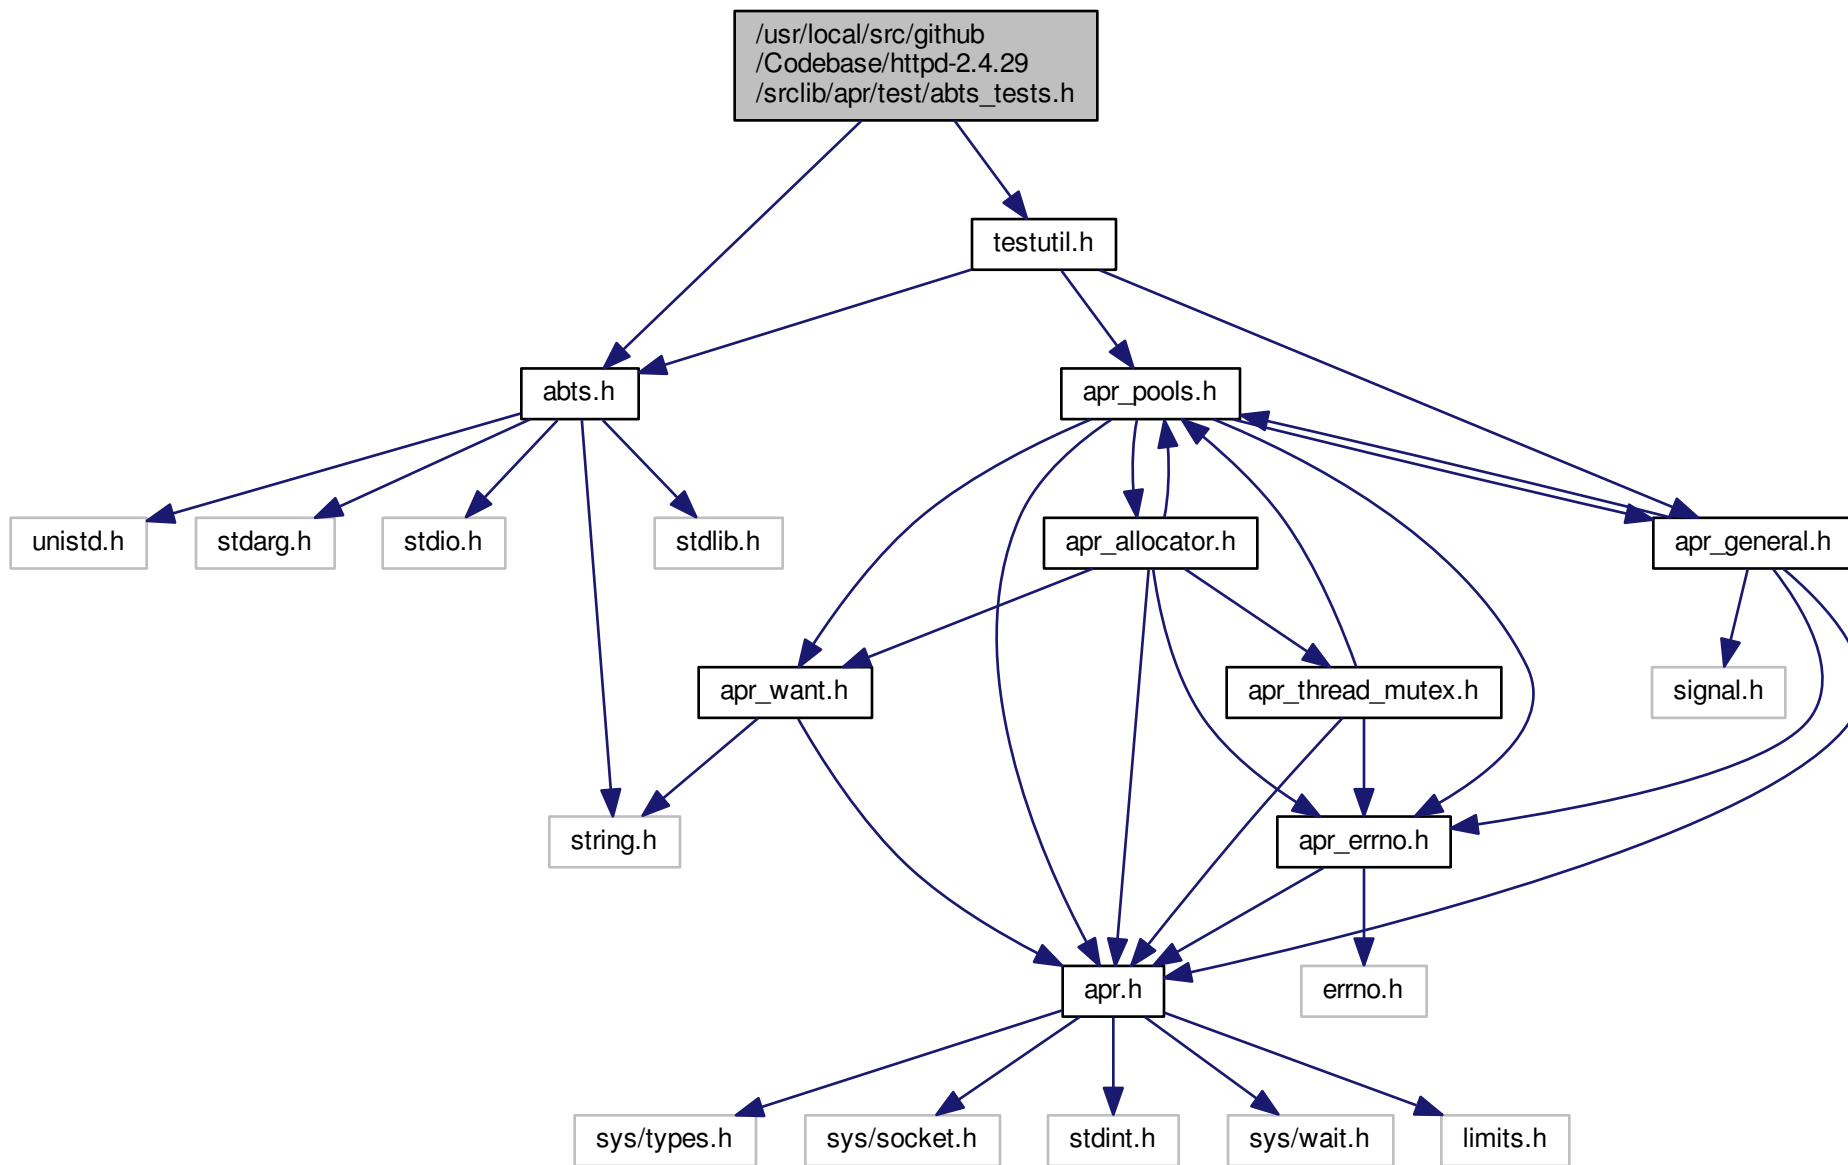 /usr/local/src/github
/Codebase/httpd-2.4.29
/srclib/apr/test/abts_tests.h
testutil.h
abts.h
apr_pools.h
unistd.h
stdarg.h
stdio.h
stdlib.h
apr_allocator.h
apr_general.h
apr_want.h
apr_thread_mutex.h
signal.h
string.h
apr_errno.h
apr.h
errno.h
sys/types.h
sys/socket.h
stdint.h
sys/wait.h
limits.h